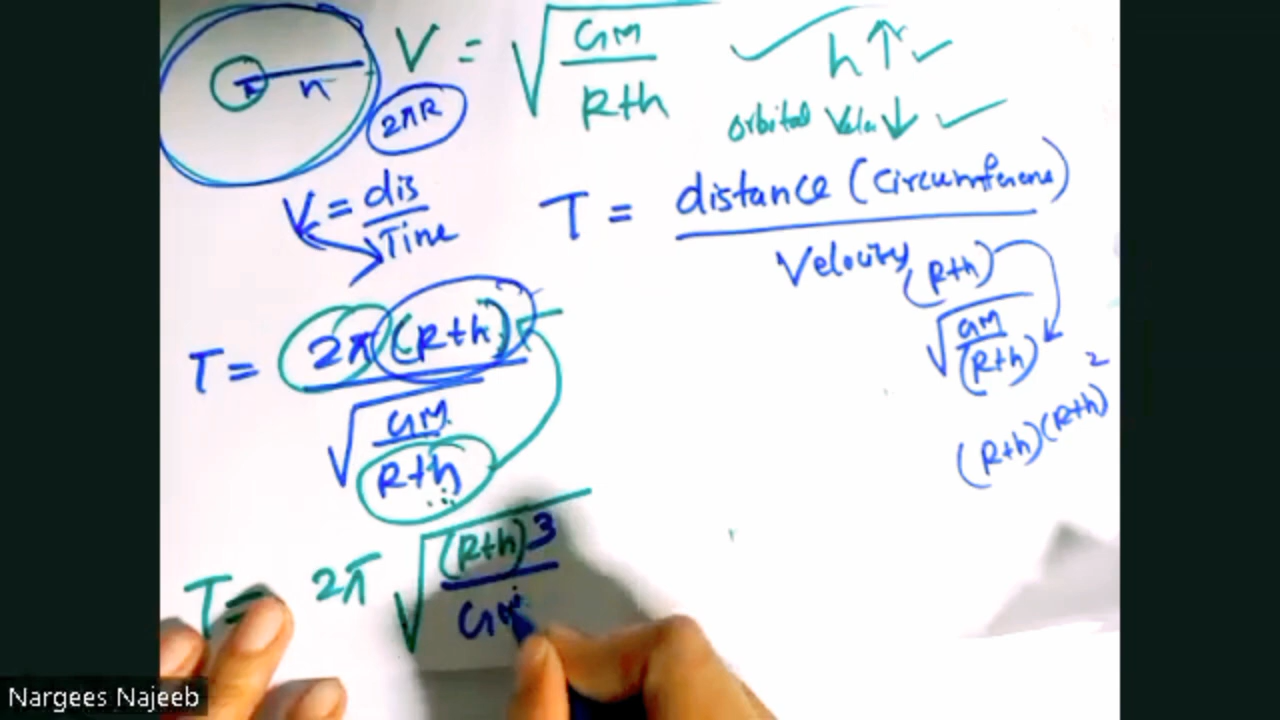 V = √(GM / R+h) ✓ h↑ ✓
r h
2πR
orbital Velo ↓ ✓
V = dis / Time
T = distance (circumference) / Velocity
(R+h)
√(GM / (R+h))
T = 2π (R+h) / √(GM / R+h)
(R+h)(R+h)²
T = 2π √((R+h)3 / GM)
Nargees Najeeb